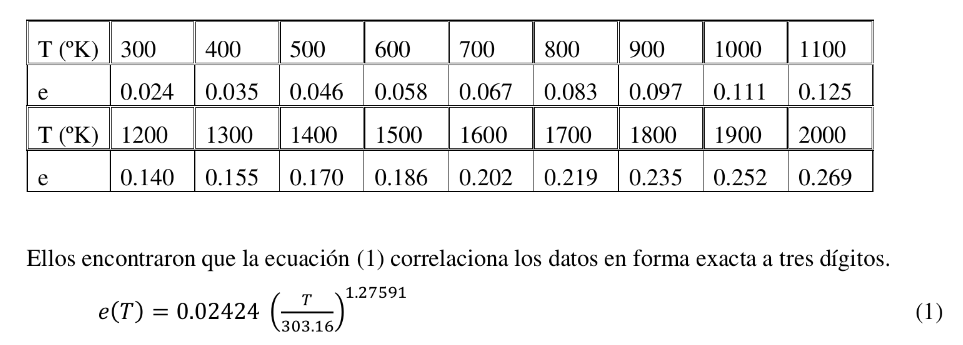 T (ºK) 300 400 500 600 700 800 900 1000 1100
e 0.024 0.035 0.046 0.058 0.067 0.083 0.097 0.111 0.125
T (ºK) 1200 1300 1400 1500 1600 1700 1800 1900 2000
e 0.140 0.155 0.170 0.186 0.202 0.219 0.235 0.252 0.269
Ellos encontraron que la ecuación (1) correlaciona los datos en forma exacta a tres dígitos.
e(T) = 0.02424 (T/303.16)^1.27591 (1)